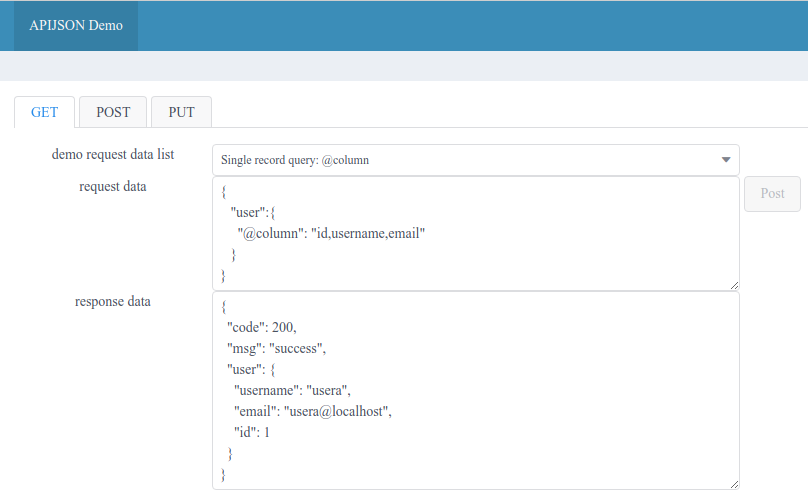 APIJSON Demo
GET POST PUT
demo request data list Single record query: @column
request data
{
"user":{
"@column": "id,username,email"
}
}
Post
response data
{
"code": 200,
"msg": "success",
"user": {
"username": "usera",
"email": "usera@localhost",
"id": 1
}
}